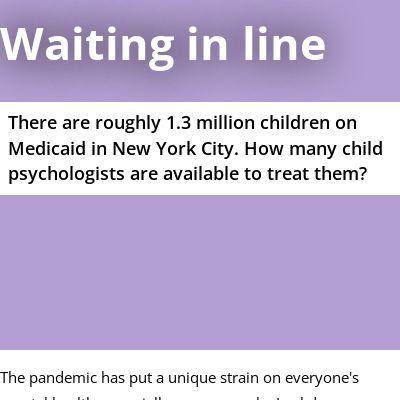 Waiting in line
There are roughly 1.3 million children on
Medicaid in New York City. How many child
psychologists are available to treat them?
The pandemic has put a unique strain on everyone's